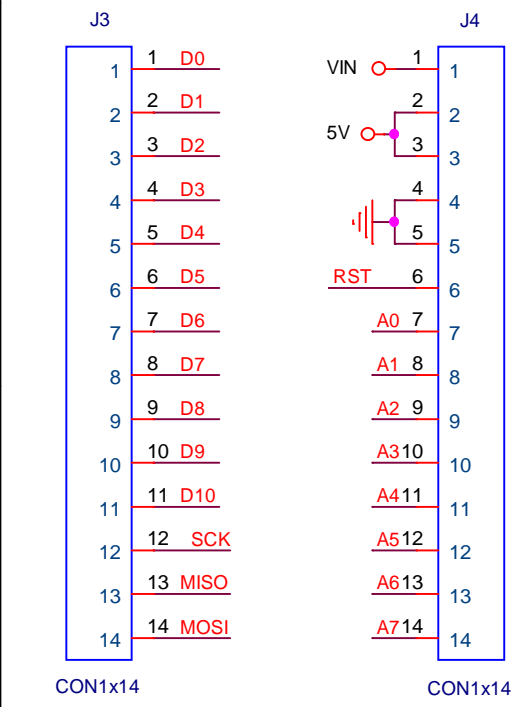 J3 J4
1 1 D0 VIN 1 1
2 2 D1 2 2
5V
3 3 D2 3 3
4 4 D3 4 4
5 5 D4 5 5
6 6 D5 RST 6 6
7 7 D6 A0 7 7
8 8 D7 A1 8 8
9 9 D8 A2 9 9
10 10 D9 A3 10 10
11 11 D10 A4 11 11
12 12 SCK A5 12 12
13 13 MISO A6 13 13
14 14 MOSI A7 14 14
CON1x14 CON1x14